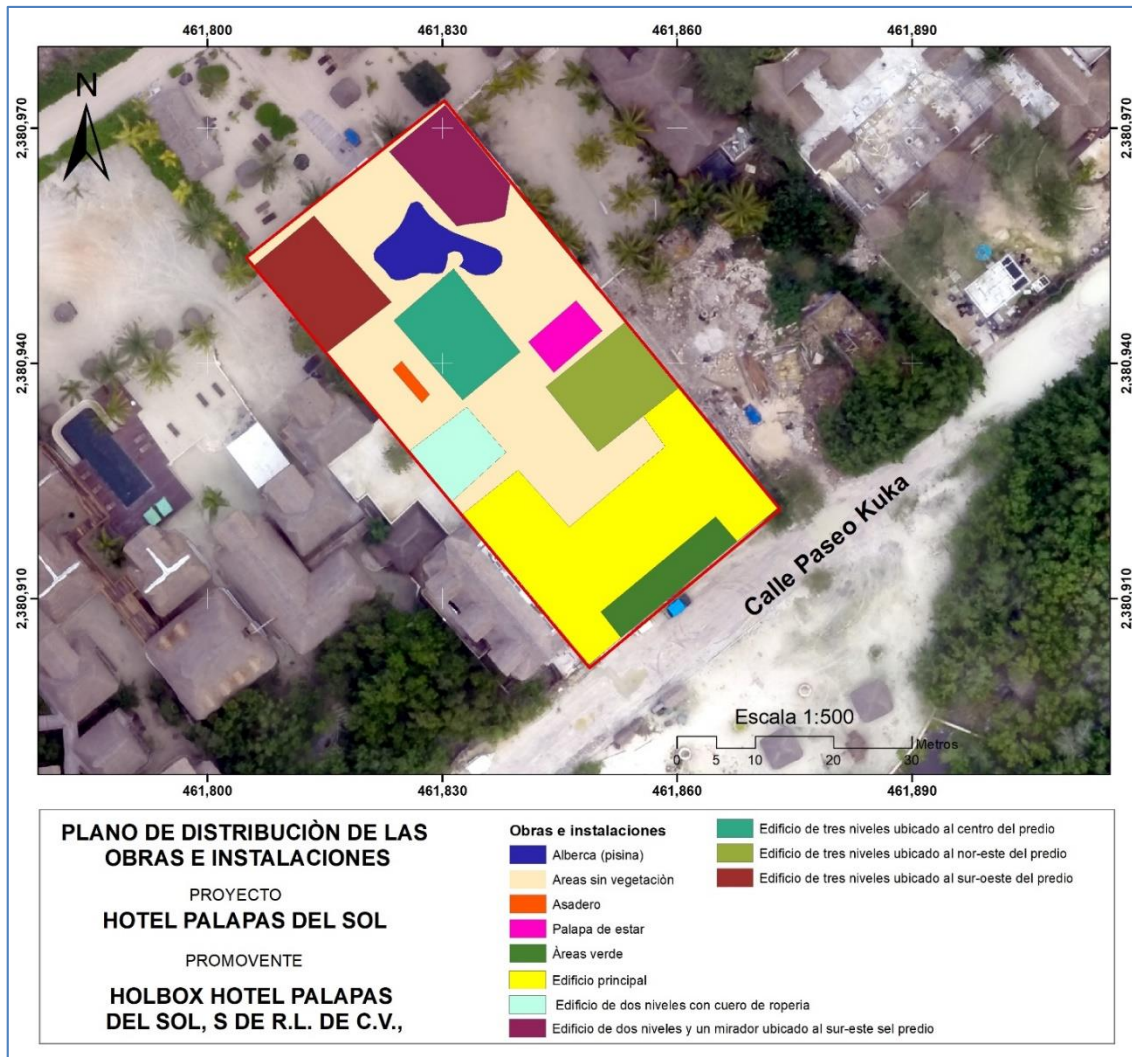 461,800 461,830 461,860 461,890
N
2,380,970 2,380,970
2,380,940 2,380,940
2,380,910 2,380,910
Calle Paseo Kuka
Escala 1:500
Metros
0 5 10 20 30
461,800 461,830 461,860 461,890
PLANO DE DISTRIBUCIÒN DE LAS
OBRAS E INSTALACIONES
PROYECTO
HOTEL PALAPAS DEL SOL
PROMOVENTE
HOLBOX HOTEL PALAPAS
DEL SOL, S DE R.L. DE C.V.,
Obras e instalaciones
Alberca (pisina)
Areas sin vegetaciòn
Asadero
Palapa de estar
Àreas verde
Edificio principal
Edificio de dos niveles con cuero de roperia
Edificio de dos niveles y un mirador ubicado al sur-este sel predio
Edificio de tres niveles ubicado al centro del predio
Edificio de tres niveles ubicado al nor-este del predio
Edificio de tres niveles ubicado al sur-oeste del predio